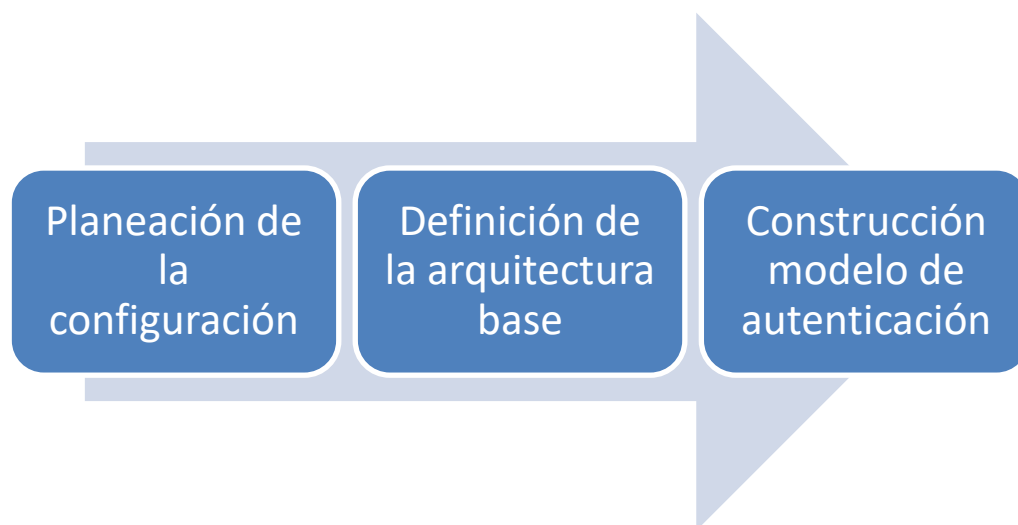 Planeación de
la
configuración
Definición de
la arquitectura
base
Construcción
modelo de
autenticación